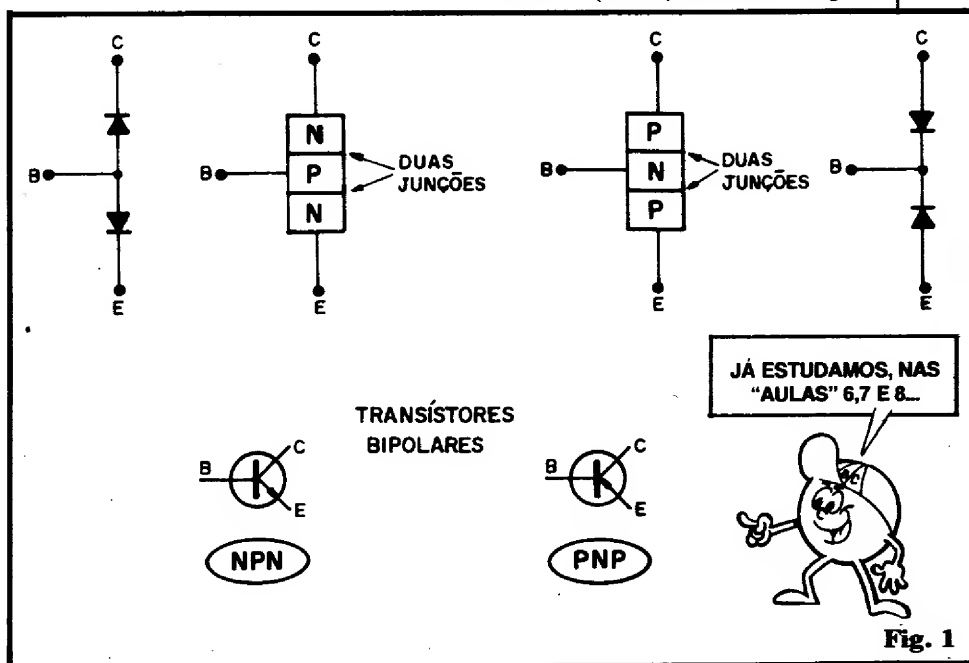 C
C
C
C
N
P
N
B
B
DUAS
JUNÇÕES
P
N
P
B
B
DUAS
JUNÇÕES
E
E
E
E
JÁ ESTUDAMOS, NAS
"AULAS" 6,7 E 8...
TRANSÍSTORES
BIPOLARES
B
C
E
NPN
B
C
E
PNP
Fig. 1